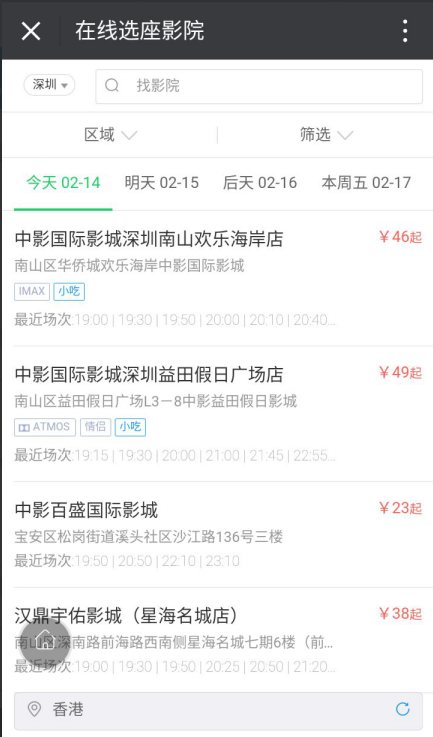 在线选座影院
深圳 找影院
区域 筛选
今天 02-14 明天 02-15 后天 02-16 本周五 02-17
中影国际影城深圳南山欢乐海岸店 ￥46起
南山区华侨城欢乐海岸中影国际影城
IMAX 小吃
最近场次:19:00 | 19:30 | 19:50 | 20:00 | 20:10 | 20:40...
中影国际影城深圳益田假日广场店 ￥49起
南山区益田假日广场L3－8中影益田假日影城
ATMOS 情侣 小吃
最近场次:19:15 | 19:30 | 20:00 | 21:00 | 21:45 | 22:55...
中影百盛国际影城 ￥23起
宝安区松岗街道溪头社区沙江路136号三楼
最近场次:19:50 | 20:50 | 22:10 | 23:10
汉鼎宇佑影城（星海名城店） ￥38起
南山区深南路前海路西南侧星海名城七期6楼（前...
最近场次:19:00 | 19:30 | 19:50 | 20:25 | 20:50 | 21:20...
香港